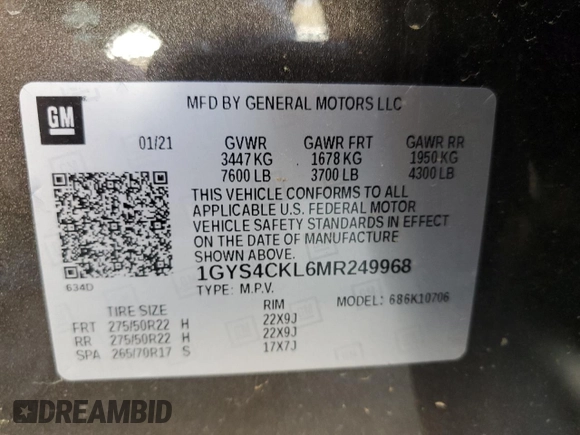 GM
MFD BY GENERAL MOTORS LLC
01/21 GVWR GAWR FRT GAWR RR
3447 KG 1678 KG 1950 KG
7600 LB 3700 LB 4300 LB
THIS VEHICLE CONFORMS TO ALL
APPLICABLE U.S. FEDERAL MOTOR
VEHICLE SAFETY STANDARDS IN EFFECT
ON THE DATE OF MANUFACTURE
SHOWN ABOVE.
1GYS4CKL6MR249968
634D
TYPE: M.P.V. MODEL: 686K10706
TIRE SIZE RIM
FRT 275/50R22 H 22X9J
RR 275/50R22 H 22X9J
SPA 265/70R17 S 17X7J
DREAMBID